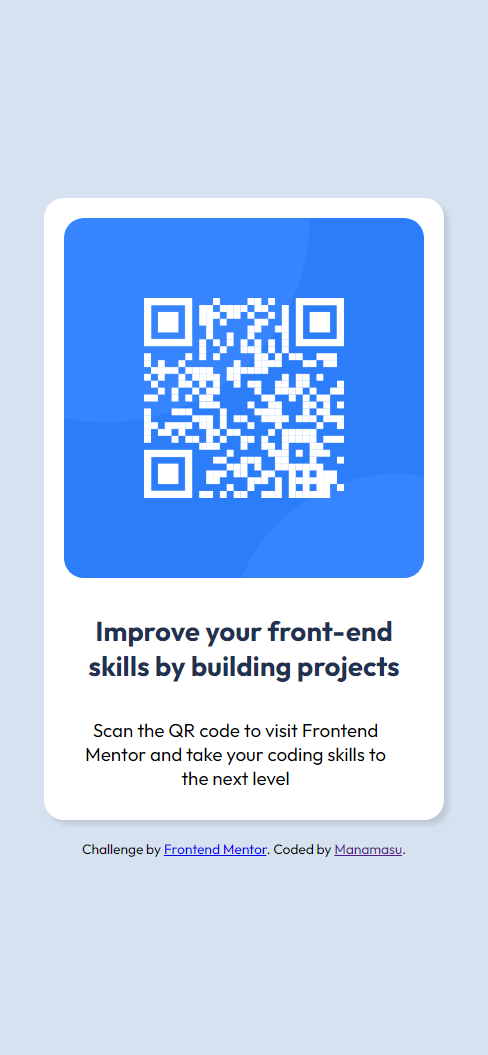 Improve your front-end
skills by building projects
Scan the QR code to visit Frontend
Mentor and take your coding skills to
the next level
Challenge by Frontend Mentor. Coded by Manamasu.